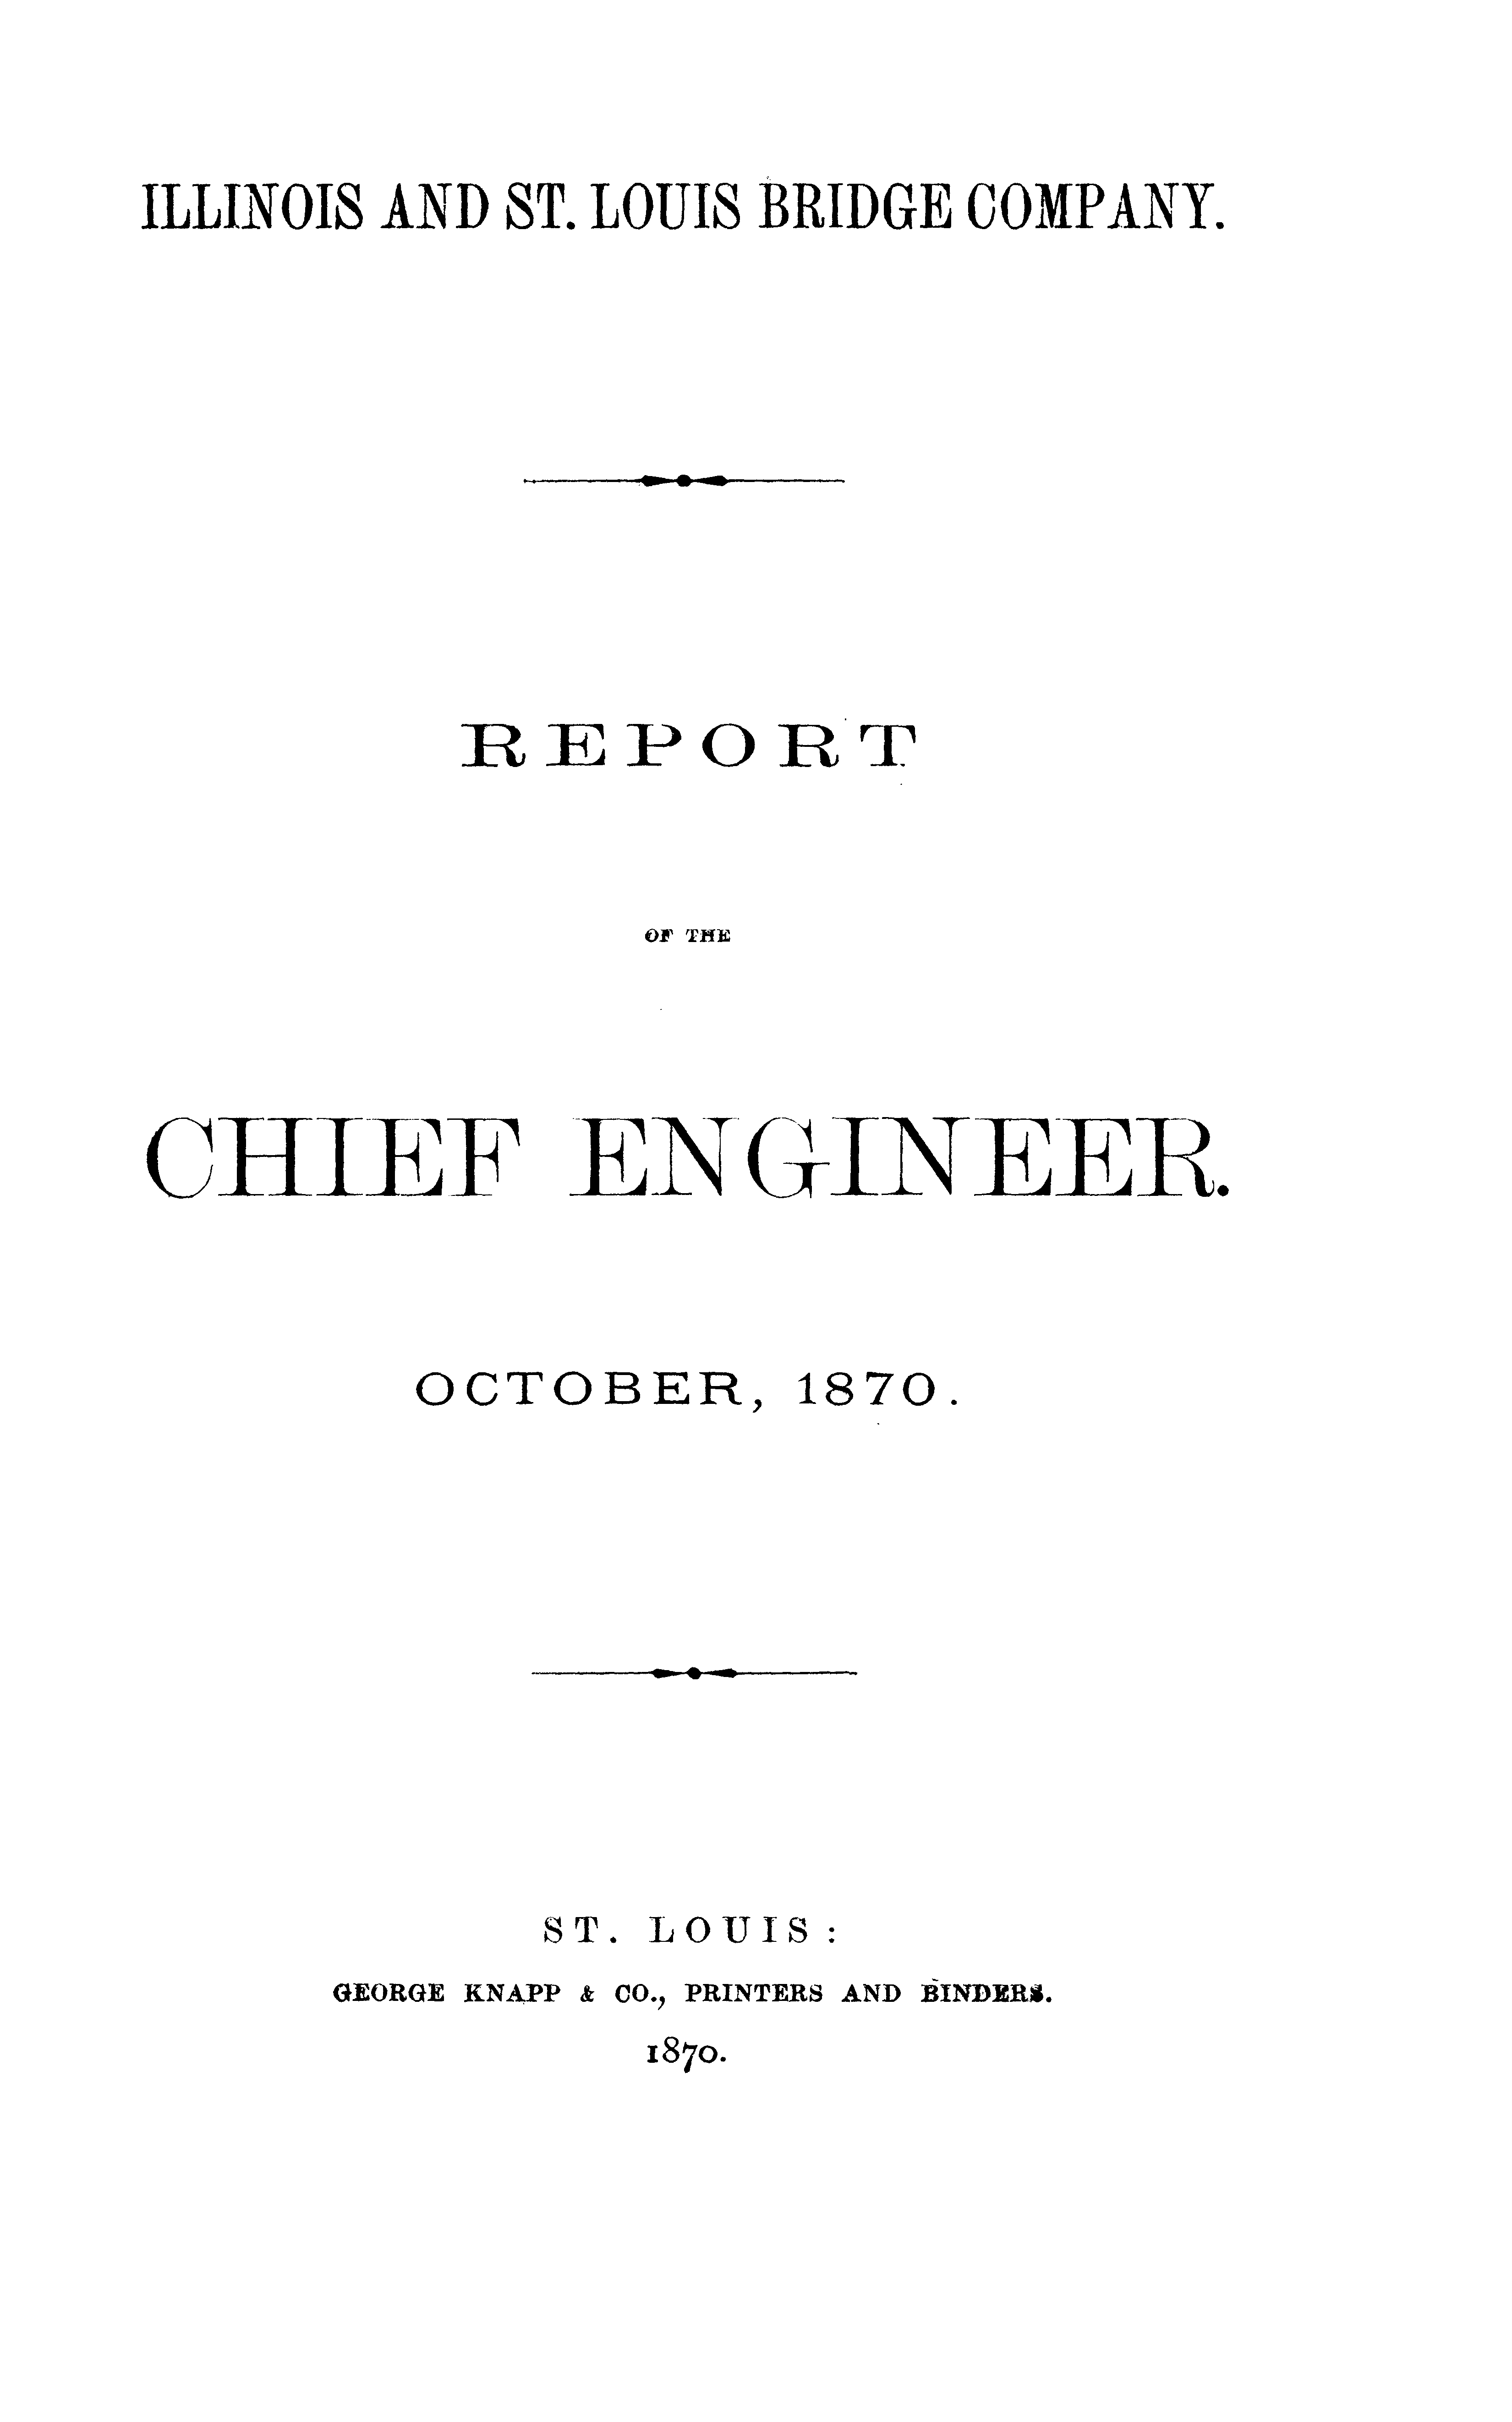 ILLINOIS AND ST. LOUIS BRIDGE COMPANY.
REPORT
OF THE
CHIEF ENGINEER.
OCTOBER, 1870.
ST. LOUIS:
GEORGE KNAPP & CO., PRINTERS AND BINDERS.
1870.